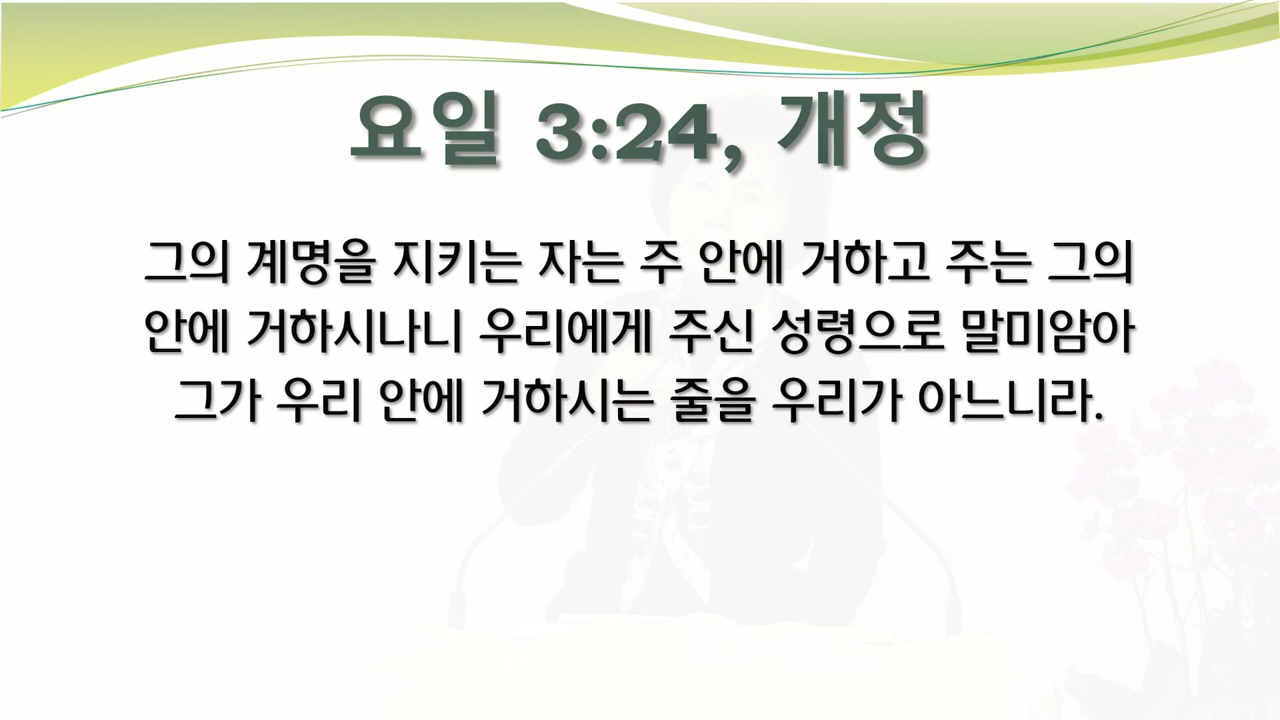 요일 3:24, 개정
그의 계명을 지키는 자는 주 안에 거하고 주는 그의
안에 거하시나니 우리에게 주신 성령으로 말미암아
그가 우리 안에 거하시는 줄을 우리가 아느니라.